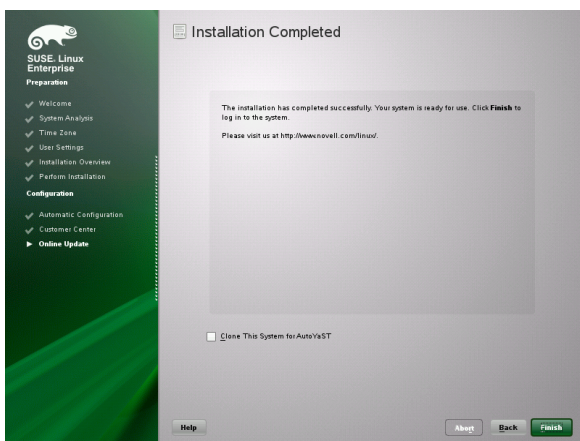 SUSE. Linux
Enterprise
Preparation
Welcome
System Analysis
Time Zone
User Settings
Installation Overview
Perform Installation
Configuration
Automatic Configuration
Customer Center
Online Update
Installation Completed
The installation has completed successfully. Your system is ready for use. Click Finish to
log in to the system.
Please visit us at http://www.novell.com/linux/.
Clone This System for AutoYaST
Help
Abort
Back
Finish